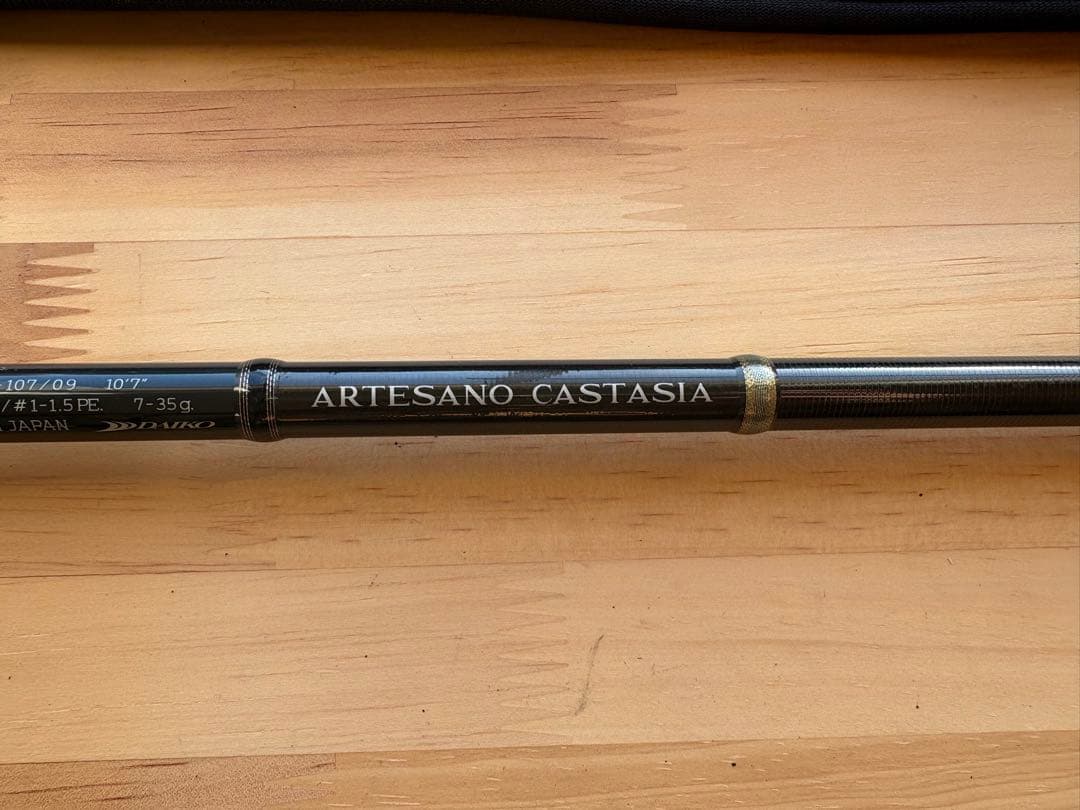 -107/09 10'7"
/#1-1.5 PE. 7-35g.
JAPAN DAIKO
ARTESANO CASTASIA